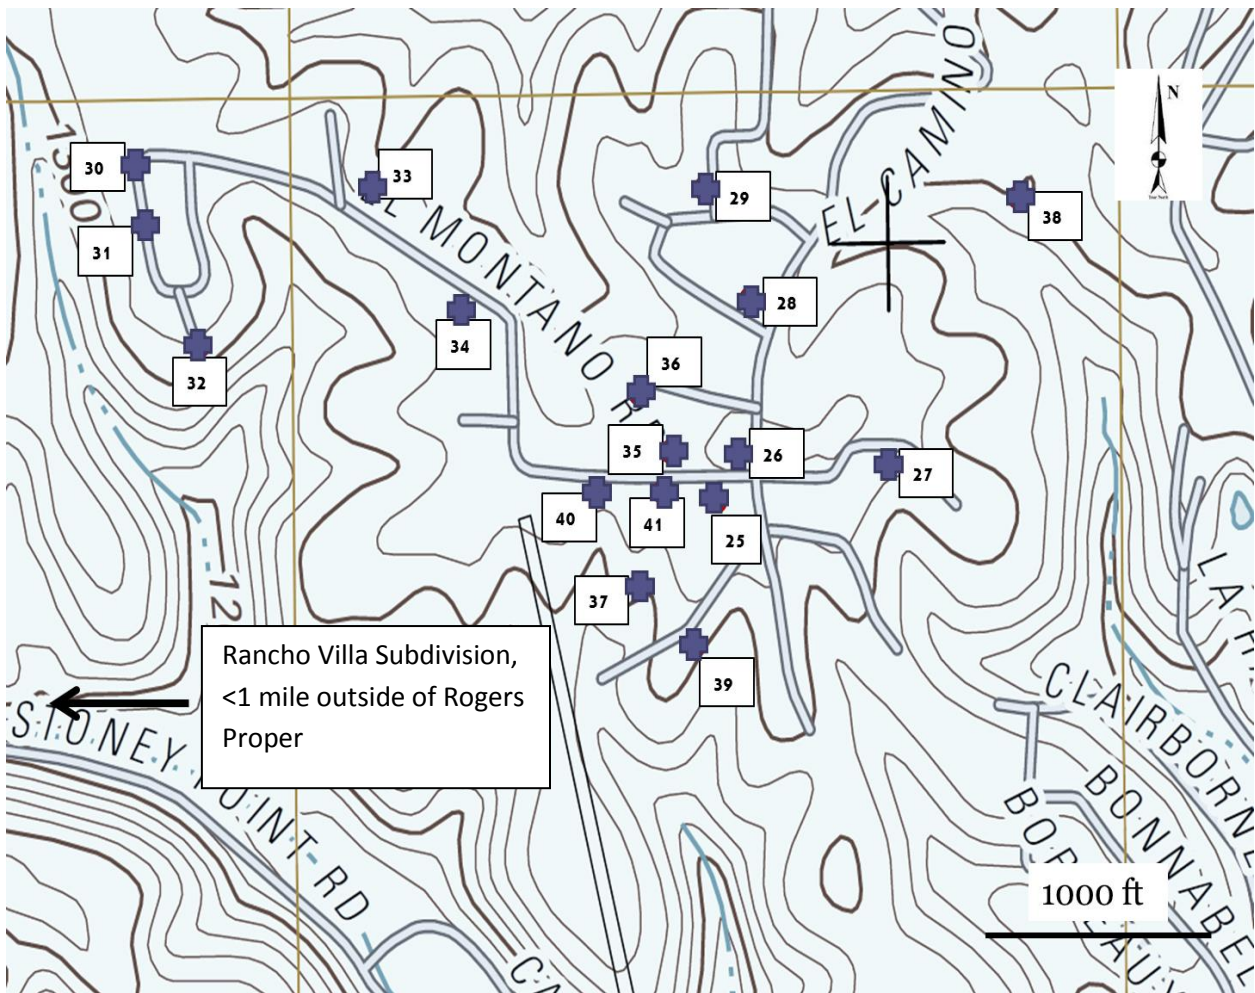 EL CAMINO
N
1300
30
33
31
29
38
EL MONTANO R
28
34
36
32
35
26
27
40
41
25
12
37
39
Rancho Villa Subdivision,
<1 mile outside of Rogers
Proper
STONEY POINT RD
CLAIRBORNE
BONNABEL
1000 ft
CA